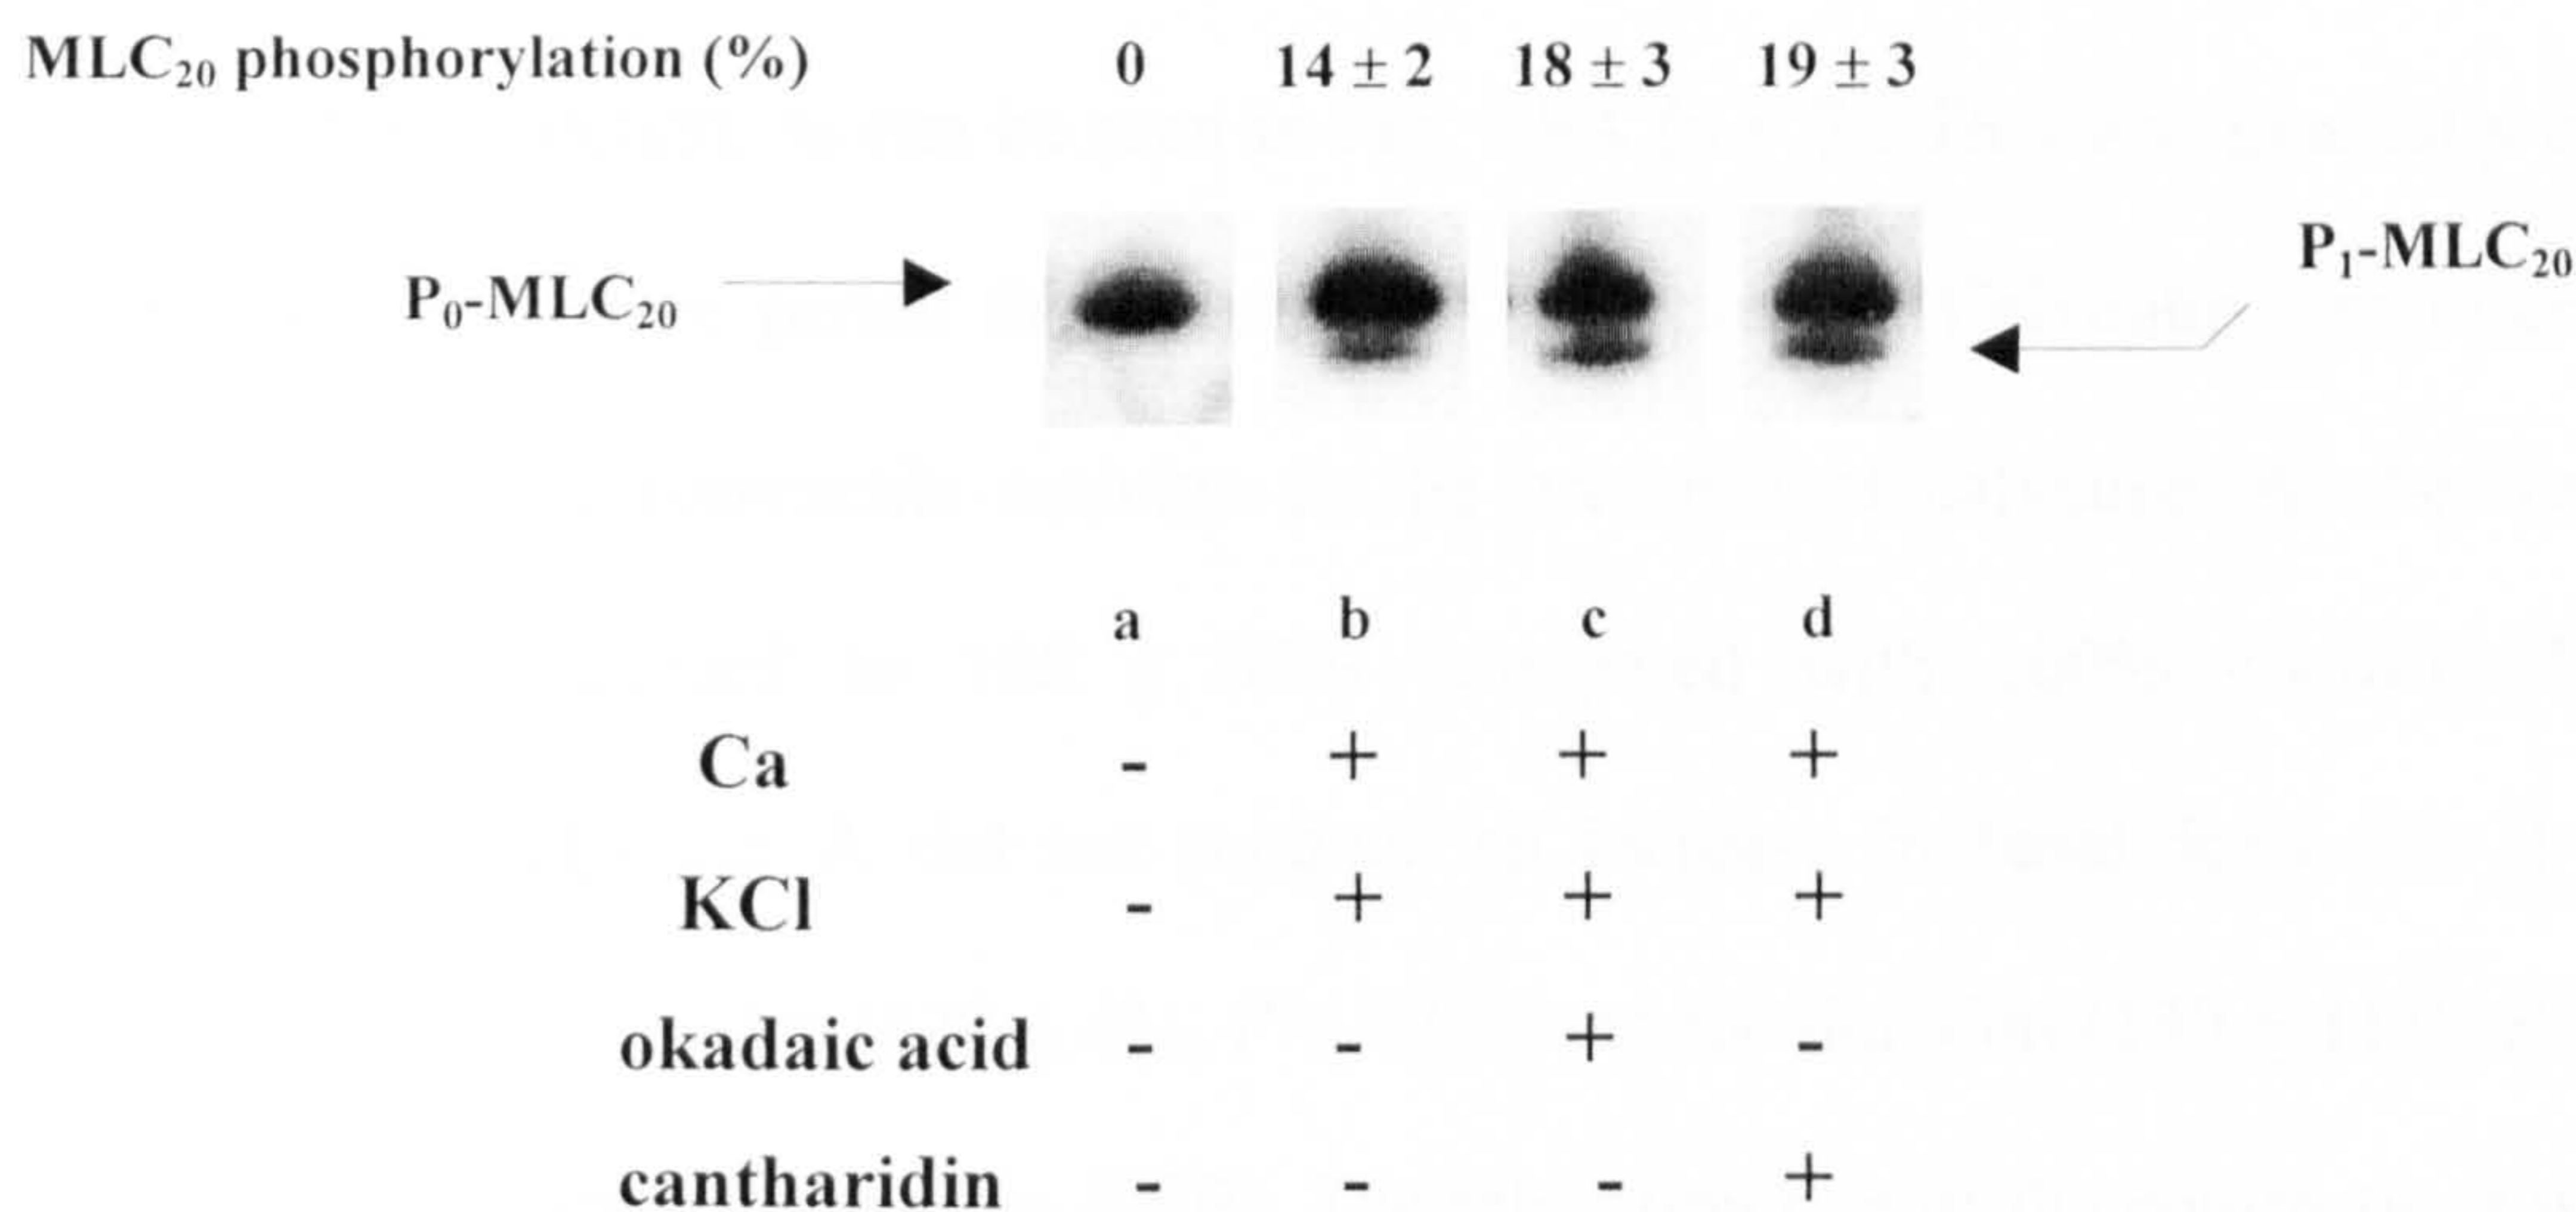 MLC₂₀ phosphorylation (%) 0 14 ± 2 18 ± 3 19 ± 3
P₁-MLC₂₀
P₀-MLC₂₀
a b c d
Ca - + + +
KCl - + + +
okadaic acid - - + -
cantharidin - - - +